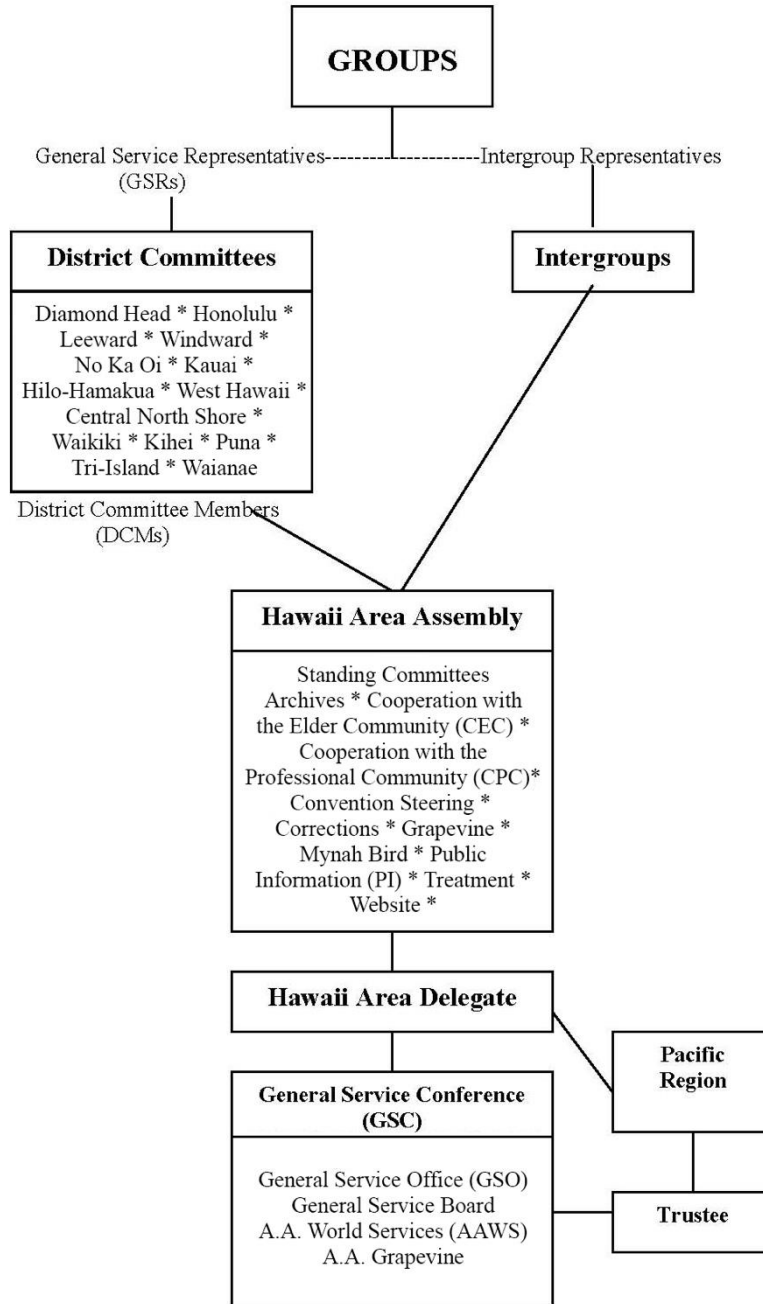 GROUPS
General Service Representatives
(GSRs)
Intergroup Representatives
District Committees
Diamond Head * Honolulu *
Leeward * Windward *
No Ka Oi * Kauai *
Hilo-Hamakua * West Hawaii *
Central North Shore *
Waikiki * Kihei * Puna *
Tri-Island * Waianae
District Committee Members
(DCMs)
Intergroups
Hawaii Area Assembly
Standing Committees
Archives * Cooperation with
the Elder Community (CEC) *
Cooperation with the
Professional Community (CPC)*
Convention Steering *
Corrections * Grapevine *
Mynah Bird * Public
Information (PI) * Treatment *
Website *
Hawaii Area Delegate
General Service Conference
(GSC)
General Service Office (GSO)
General Service Board
A.A. World Services (AAWS)
A.A. Grapevine
Pacific
Region
Trustee